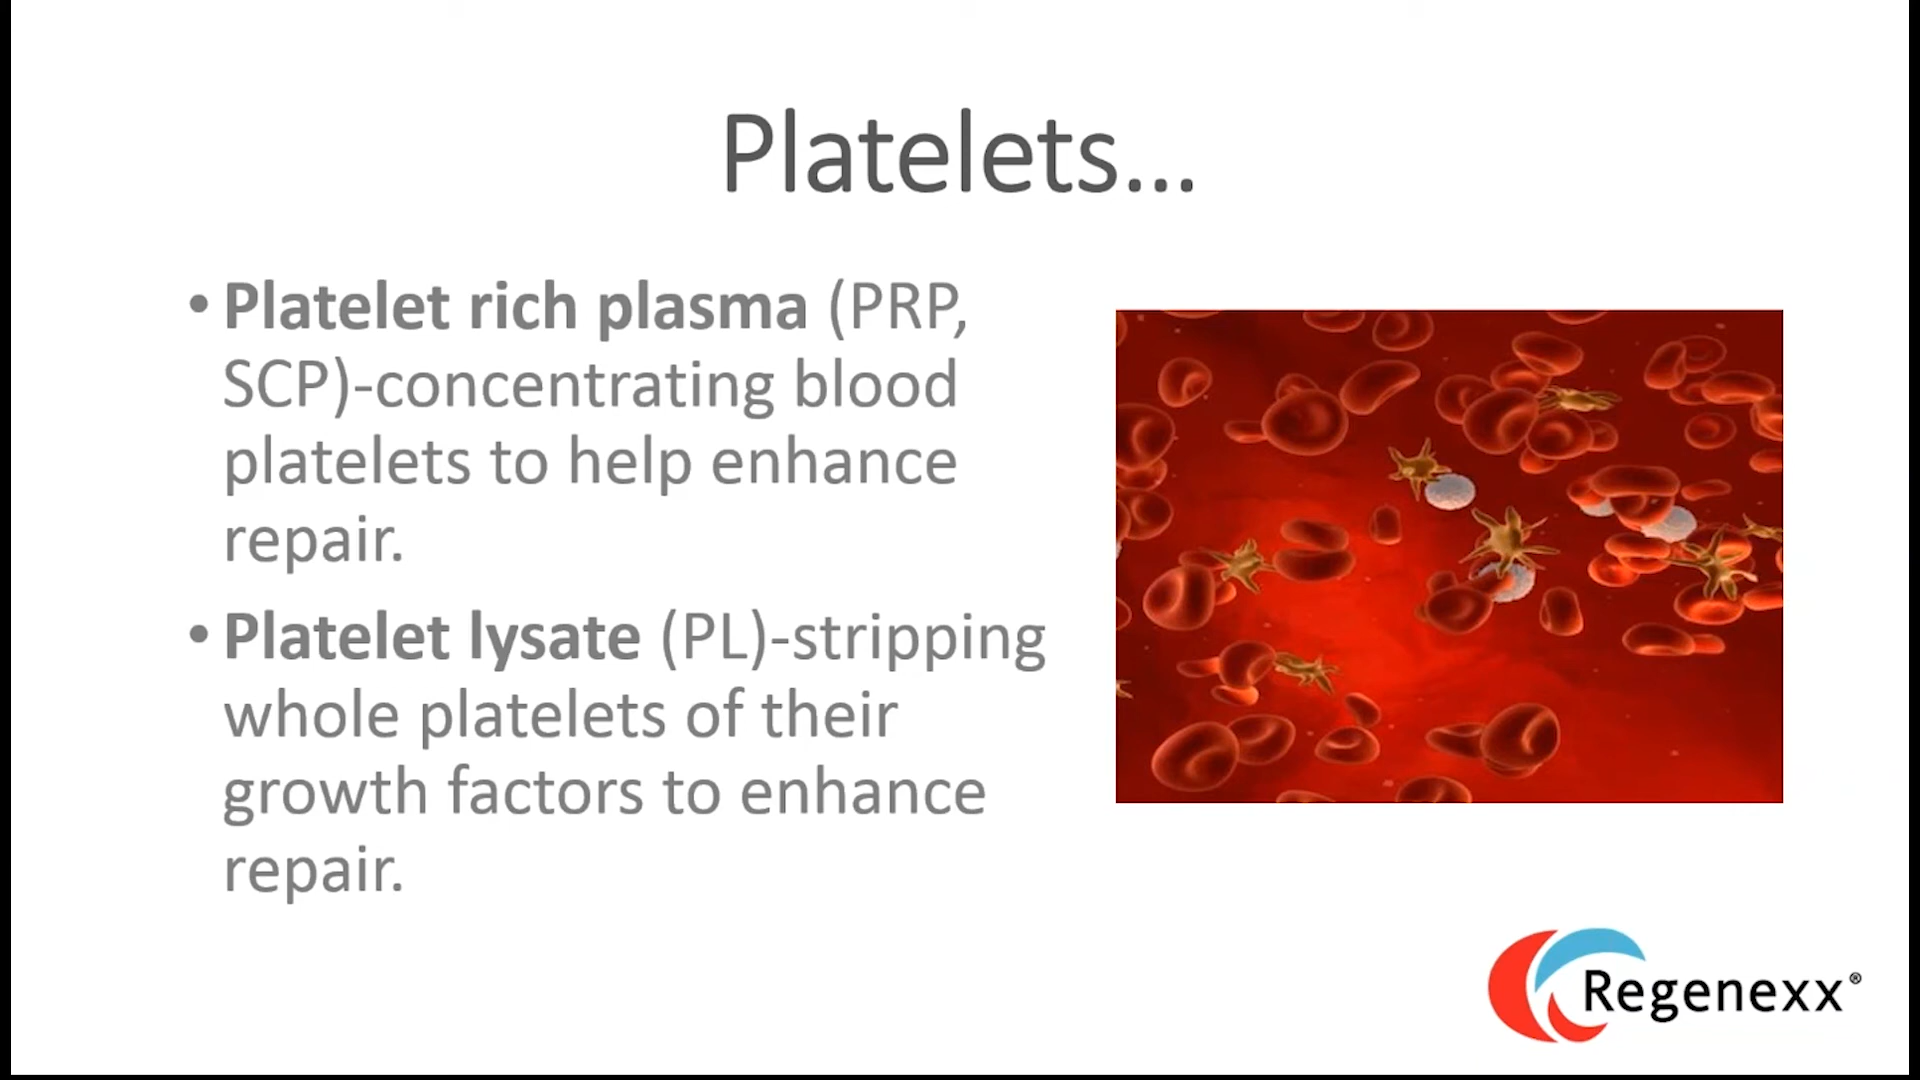 Platelets...
• Platelet rich plasma (PRP,
SCP)-concentrating blood
platelets to help enhance
repair.
• Platelet lysate (PL)-stripping
whole platelets of their
growth factors to enhance
repair.
Regenexx®